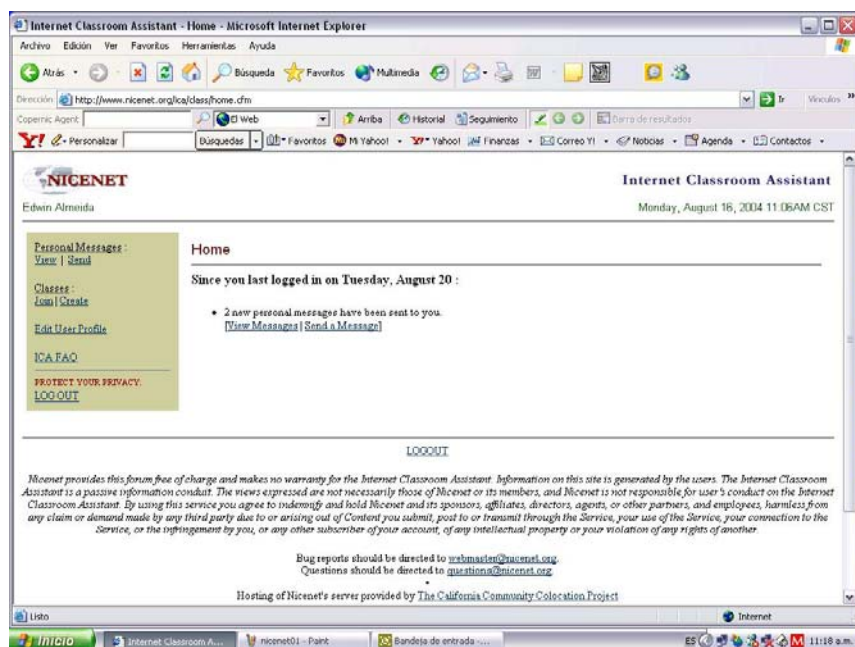 Internet Classroom Assistant - Home - Microsoft Internet Explorer
Archivo Edición Ver Favoritos Herramientas Ayuda
Atrás Búsqueda Favoritos Multimedia
Dirección http://www.nicenet.org/ica/class/home.cfm Ir Vínculos »
Copernic Agent El Web Arriba Historial Seguimiento Barra de resultados
Y! Personalizar Búsquedas Favoritos Mi Yahoo! Yahoo! Finanzas Correo Y! Noticias Agenda Contactos »
NICENET Internet Classroom Assistant
Edwin Almeida Monday, August 16, 2004 11:06AM CST
Personal Messages :
View | Send
Classes :
Join | Create
Edit User Profile
ICA FAQ
PROTECT YOUR PRIVACY:
LOGOUT
Home
Since you last logged in on Tuesday, August 20 :
• 2 new personal messages have been sent to you.
[View Messages | Send a Message]
LOGOUT
Nicenet provides this forum free of charge and makes no warranty for the Internet Classroom Assistant. Information on this site is generated by the users. The Internet Classroom
Assistant is a passive information conduit. The views expressed are not necessarily those of Nicenet or its members, and Nicenet is not responsible for user's conduct on the Internet
Classroom Assistant. By using this service you agree to indemnify and hold Nicenet and its sponsors, affiliates, directors, agents, or other partners, and employees, harmless from
any claim or demand made by any third party due to or arising out of Content you submit, post to or transmit through the Service, your use of the Service, your connection to the
Service, or the infringement by you, or any other subscriber of your account, of any intellectual property or your violation of any rights of another.
Bug reports should be directed to webmaster@nicenet.org.
Questions should be directed to questions@nicenet.org
•
Hosting of Nicenet's server provided by The California Community Colocation Project
Listo Internet
Inicio Internet Classroom A... nicenet01 - Paint Bandeja de entrada -... ES 11:18 a.m.